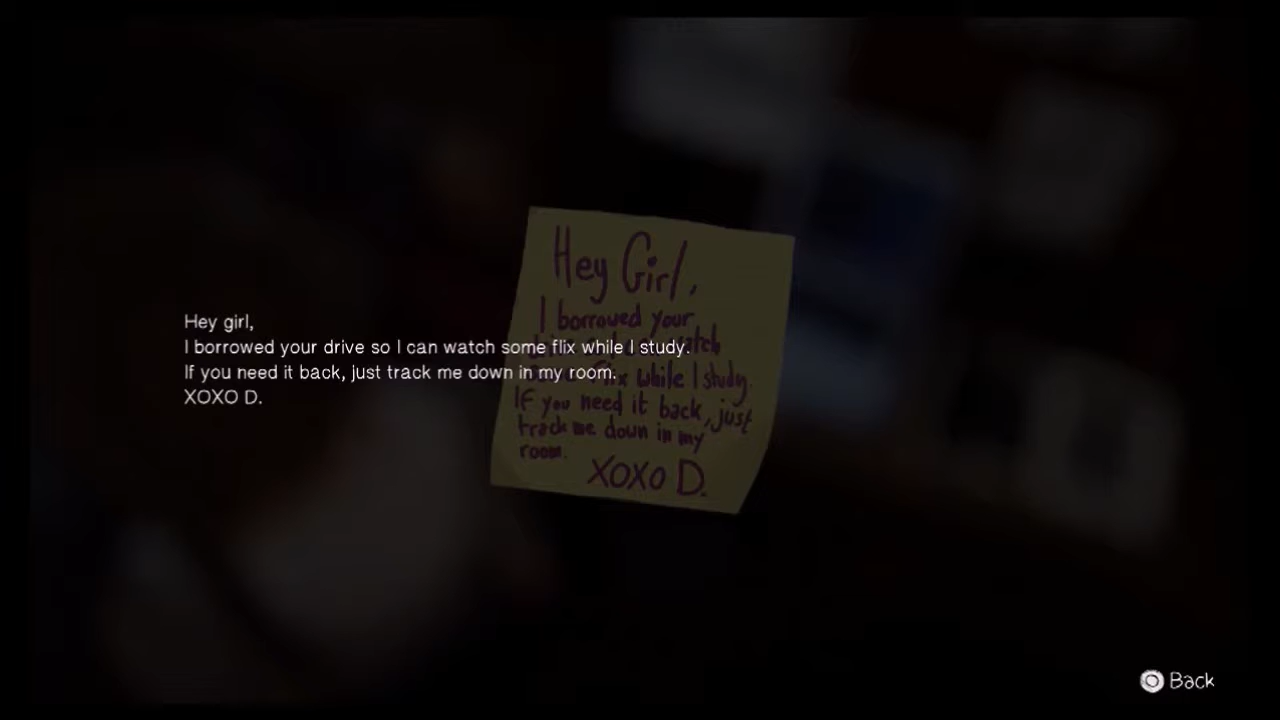 Hey girl,
I borrowed your drive so I can watch some flix while I study.
If you need it back, just track me down in my room.
XOXO D.
Hey Girl,
I borrowed your
watch
flix while I study.
If you need it back, just
track me down in my
room.
XOXO D.
Back